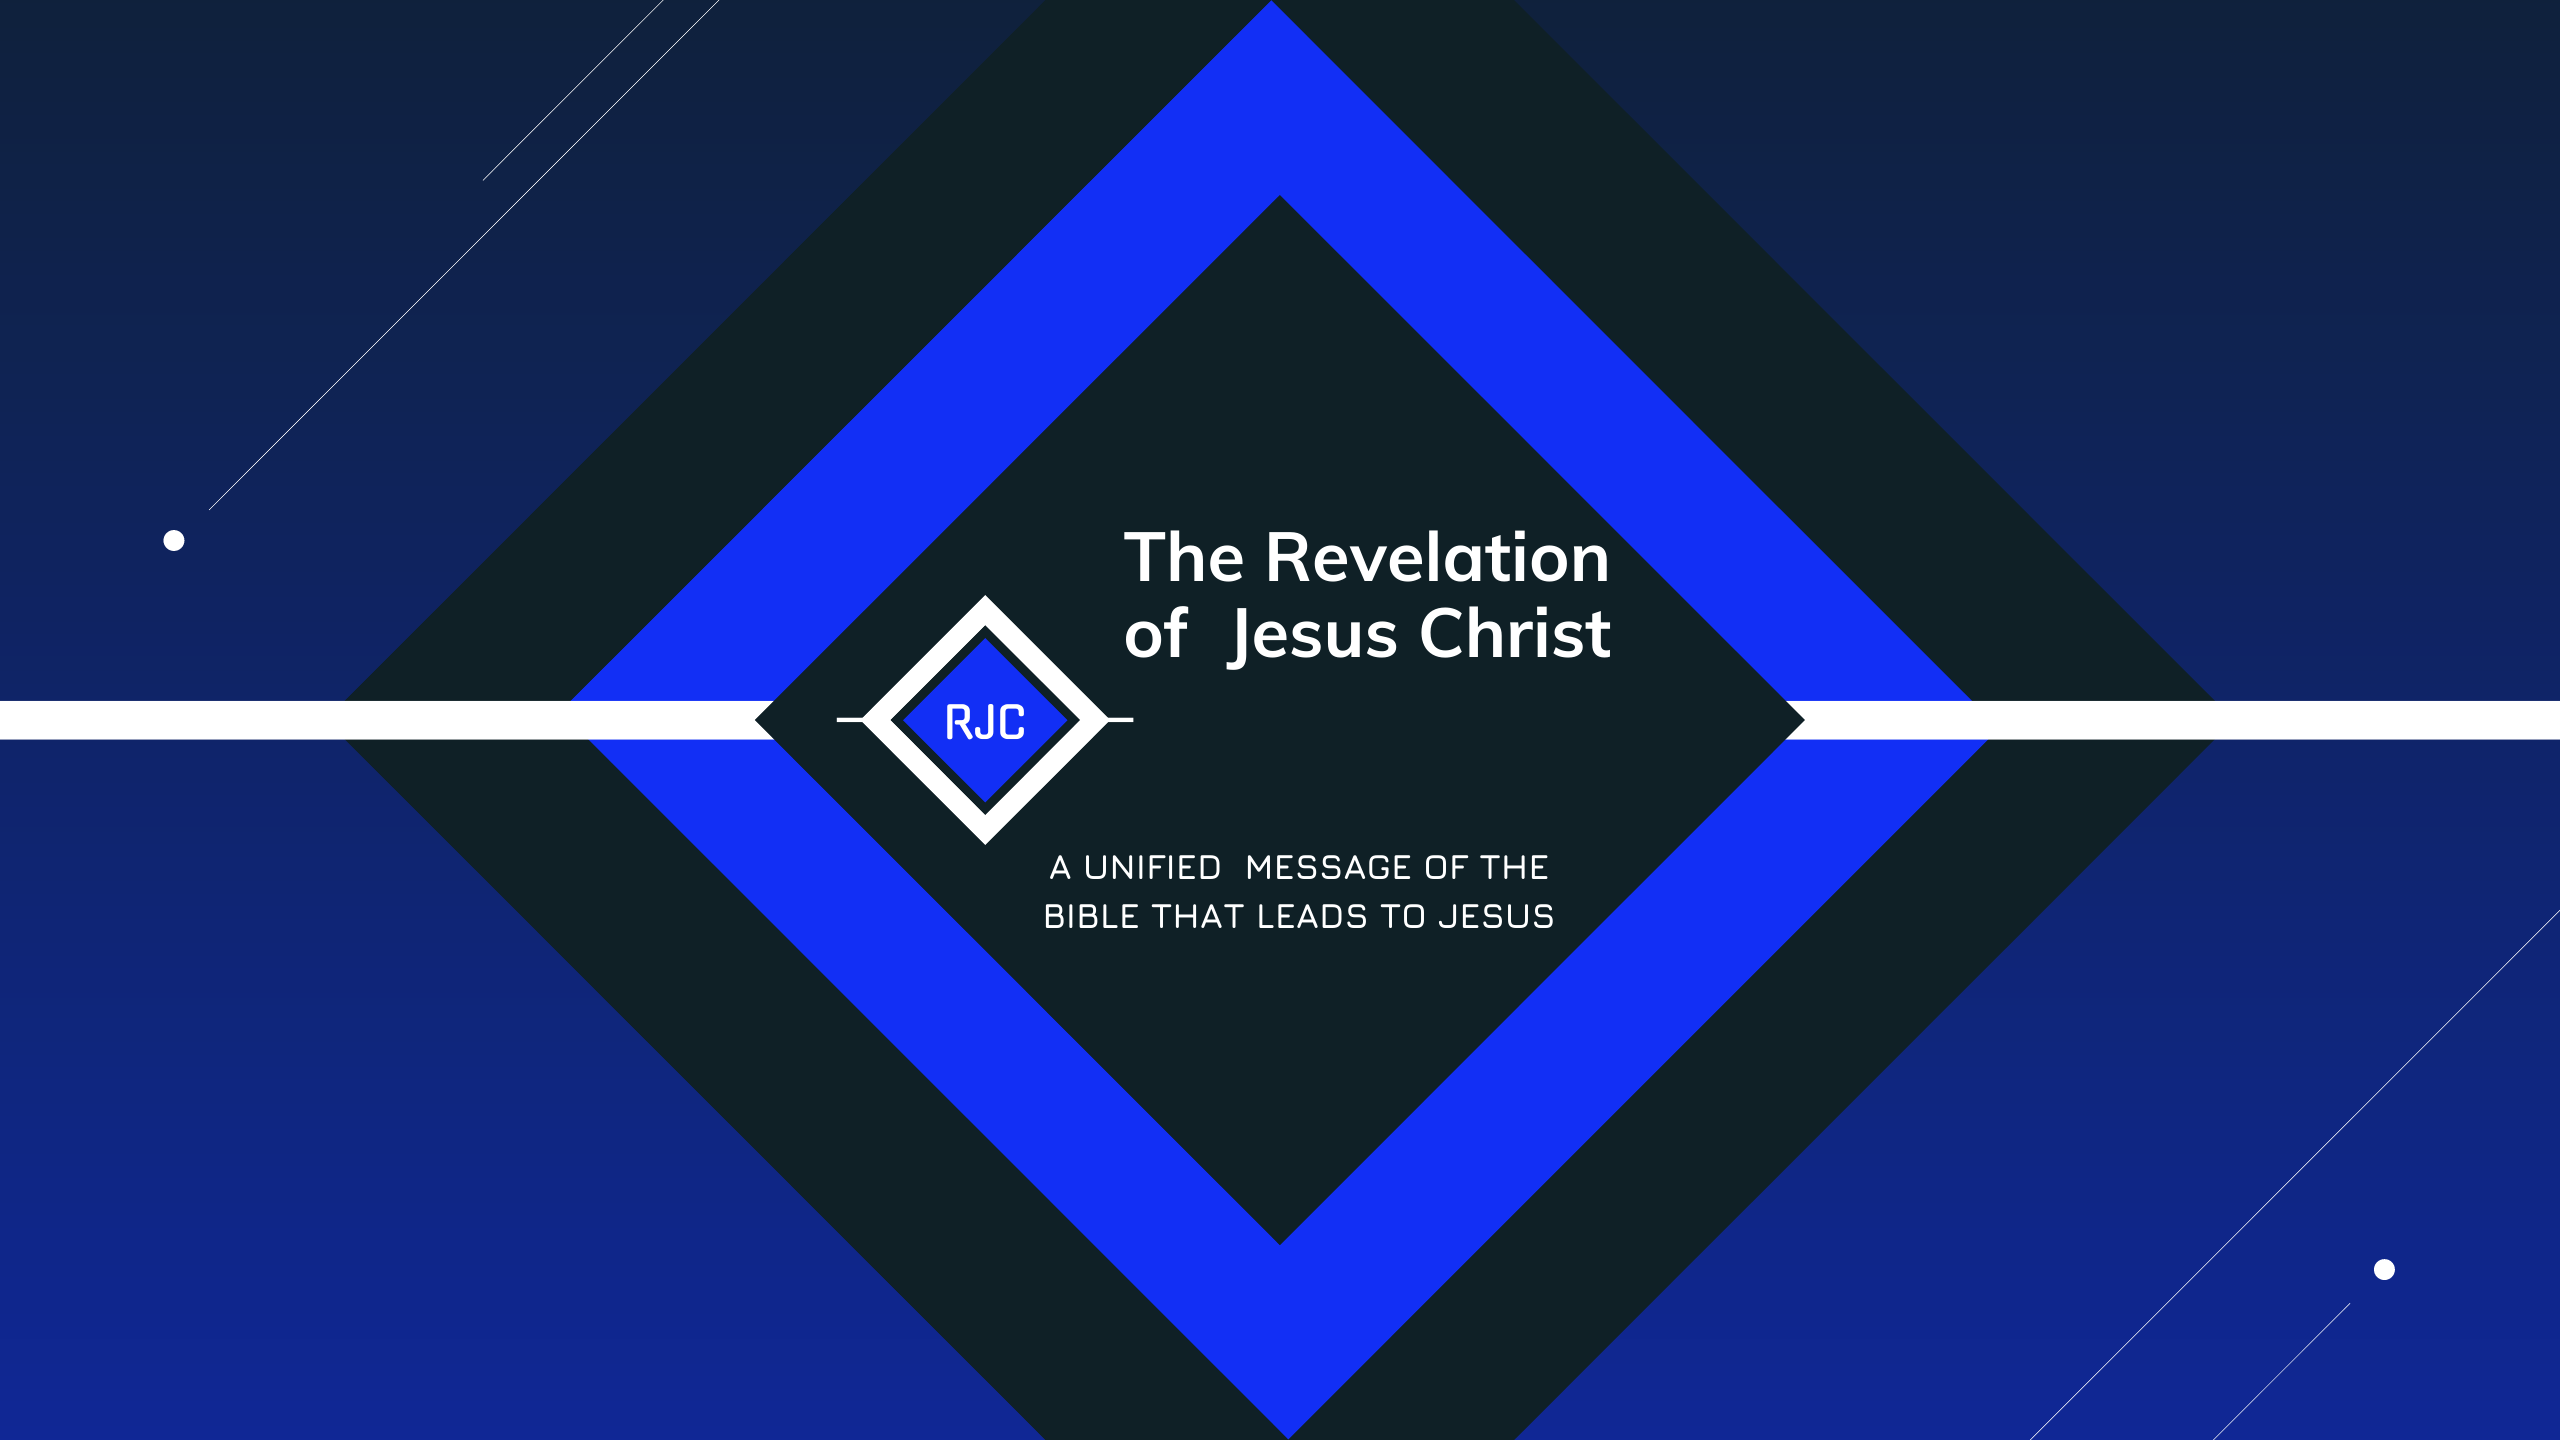 The Revelation
of  Jesus Christ
RJC
A UNIFIED  MESSAGE OF THE
BIBLE THAT LEADS TO JESUS